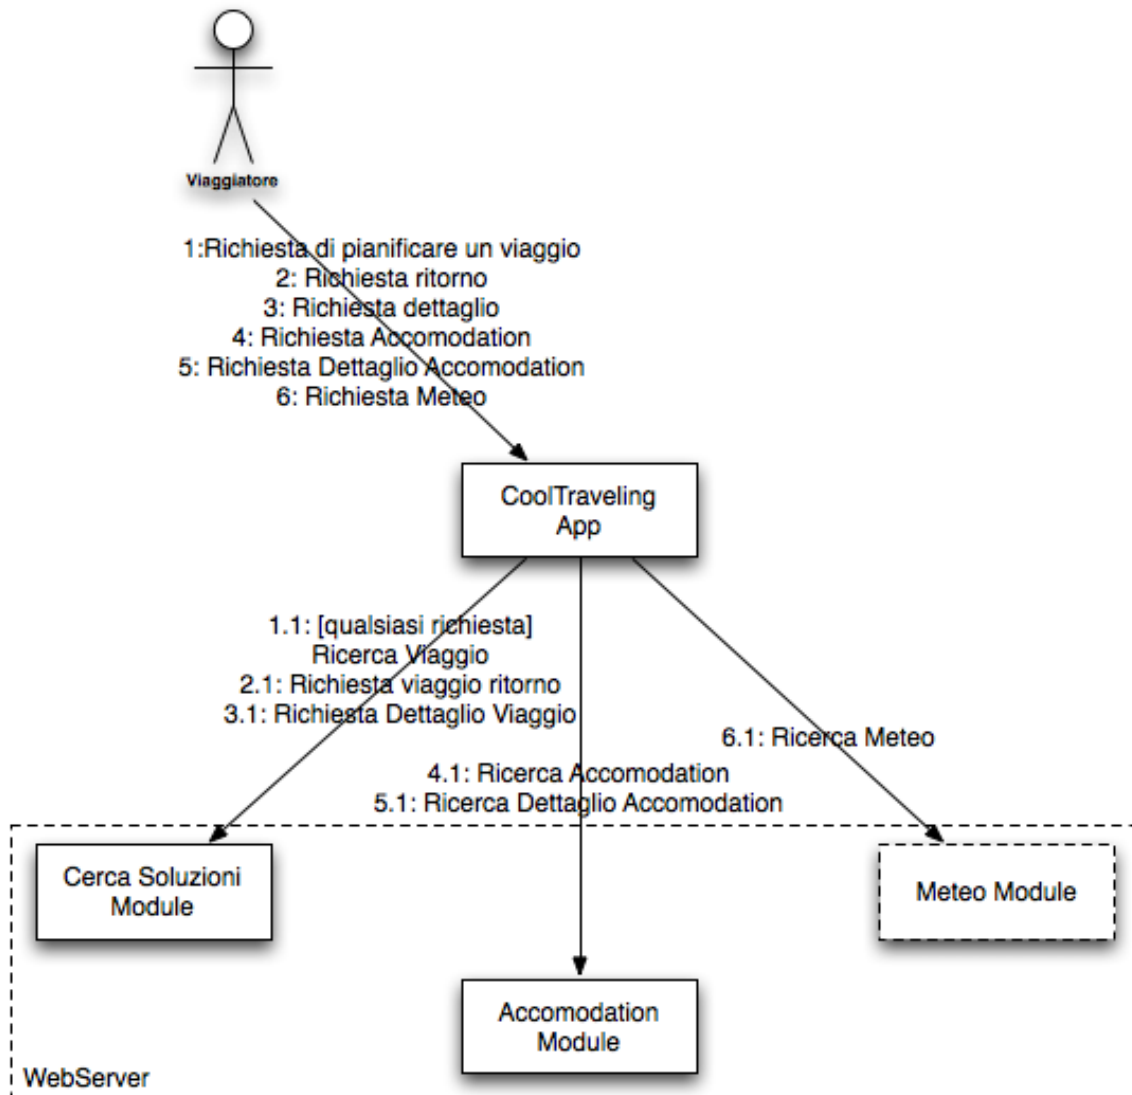 Viaggiatore
1:Richiesta di pianificare un viaggio
2: Richiesta ritorno
3: Richiesta dettaglio
4: Richiesta Accomodation
5: Richiesta Dettaglio Accomodation
6: Richiesta Meteo
CoolTraveling
App
1.1: [qualsiasi richiesta]
Ricerca Viaggio
2.1: Richiesta viaggio ritorno
3.1: Richiesta Dettaglio Viaggio
6.1: Ricerca Meteo
4.1: Ricerca Accomodation
5.1: Ricerca Dettaglio Accomodation
Cerca Soluzioni
Module
Meteo Module
Accomodation
Module
WebServer